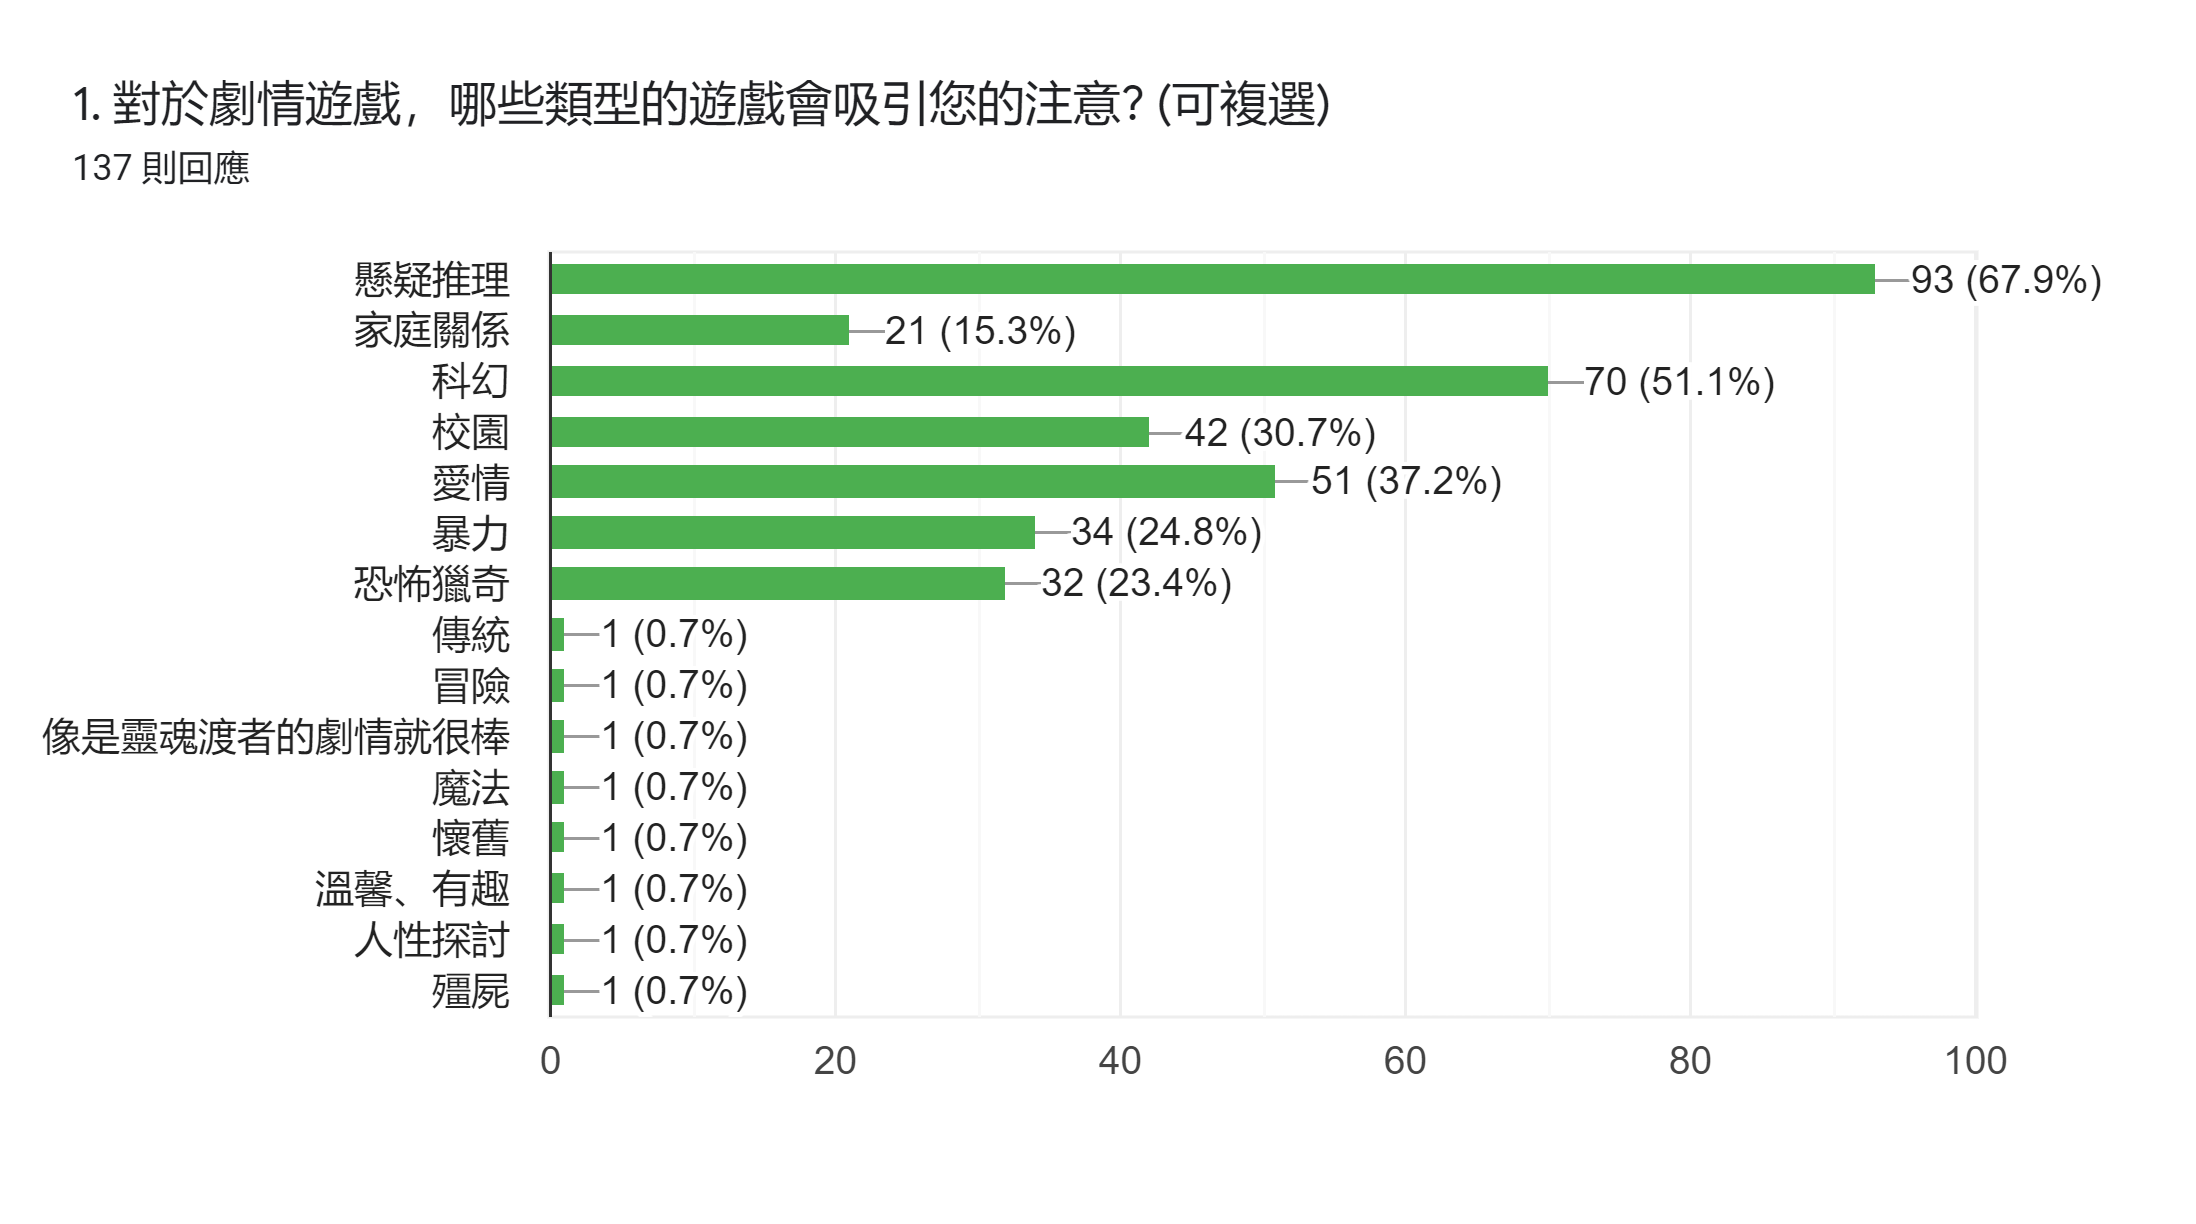 1. 對於劇情遊戲，哪些類型的遊戲會吸引您的注意? (可複選)
137 則回應
懸疑推理 93 (67.9%)
家庭關係 21 (15.3%)
科幻 70 (51.1%)
校園 42 (30.7%)
愛情 51 (37.2%)
暴力 34 (24.8%)
恐怖獵奇 32 (23.4%)
傳統 1 (0.7%)
冒險 1 (0.7%)
像是靈魂渡者的劇情就很棒 1 (0.7%)
魔法 1 (0.7%)
懷舊 1 (0.7%)
溫馨、有趣 1 (0.7%)
人性探討 1 (0.7%)
殭屍 1 (0.7%)
0 20 40 60 80 100